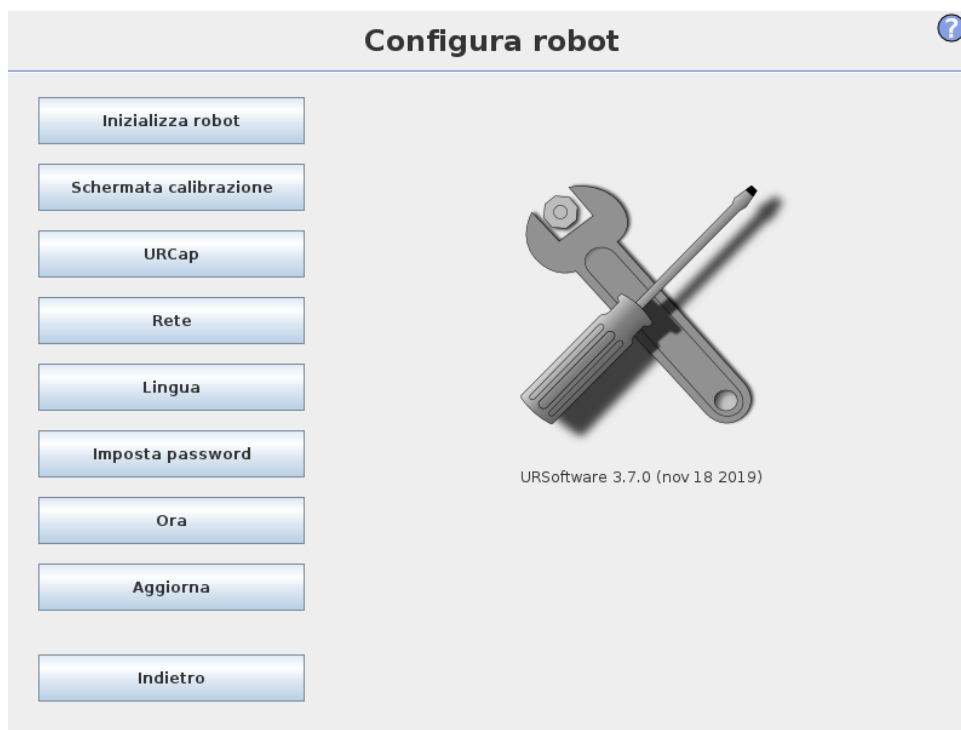 Configura robot
?
Inizializza robot
Schermata calibrazione
URCap
Rete
Lingua
Imposta password
Ora
Aggiorna
Indietro
URSoftware 3.7.0 (nov 18 2019)